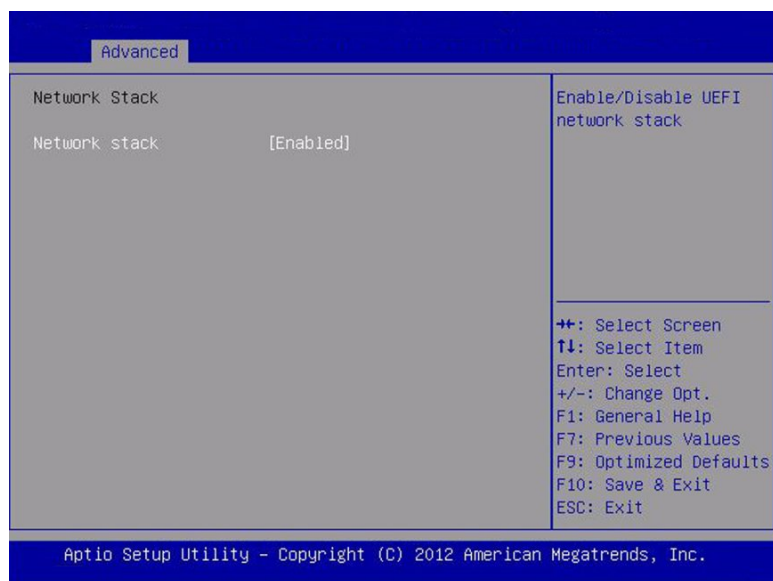 Advanced
Network Stack
Network stack [Enabled]
Enable/Disable UEFI
network stack
→←: Select Screen
↑↓: Select Item
Enter: Select
+/-: Change Opt.
F1: General Help
F7: Previous Values
F9: Optimized Defaults
F10: Save & Exit
ESC: Exit
Aptio Setup Utility - Copyright (C) 2012 American Megatrends, Inc.